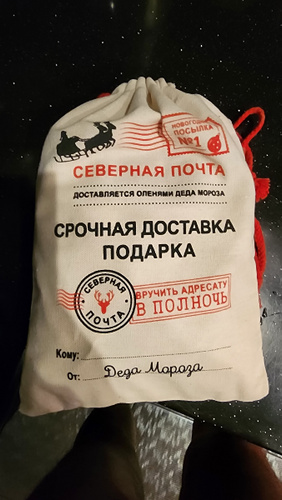 НОВОГОДНЯЯ
ПОСЫЛКА
№1
СЕВЕРНАЯ ПОЧТА
ДОСТАВЛЯЕТСЯ ОЛЕНЯМИ ДЕДА МОРОЗА
СРОЧНАЯ ДОСТАВКА
ПОДАРКА
СЕВЕРНАЯ
ПОЧТА
ВРУЧИТЬ АДРЕСАТУ
В ПОЛНОЧЬ
Кому:
От: Деда Мороза